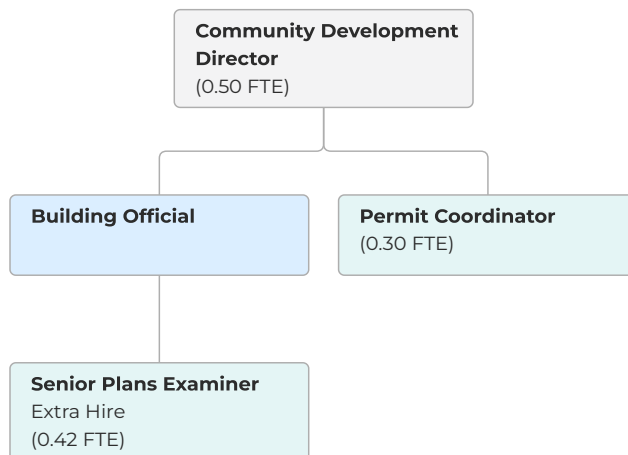 Community Development
Director
(0.50 FTE)
Building Official
Permit Coordinator
(0.30 FTE)
Senior Plans Examiner
Extra Hire
(0.42 FTE)